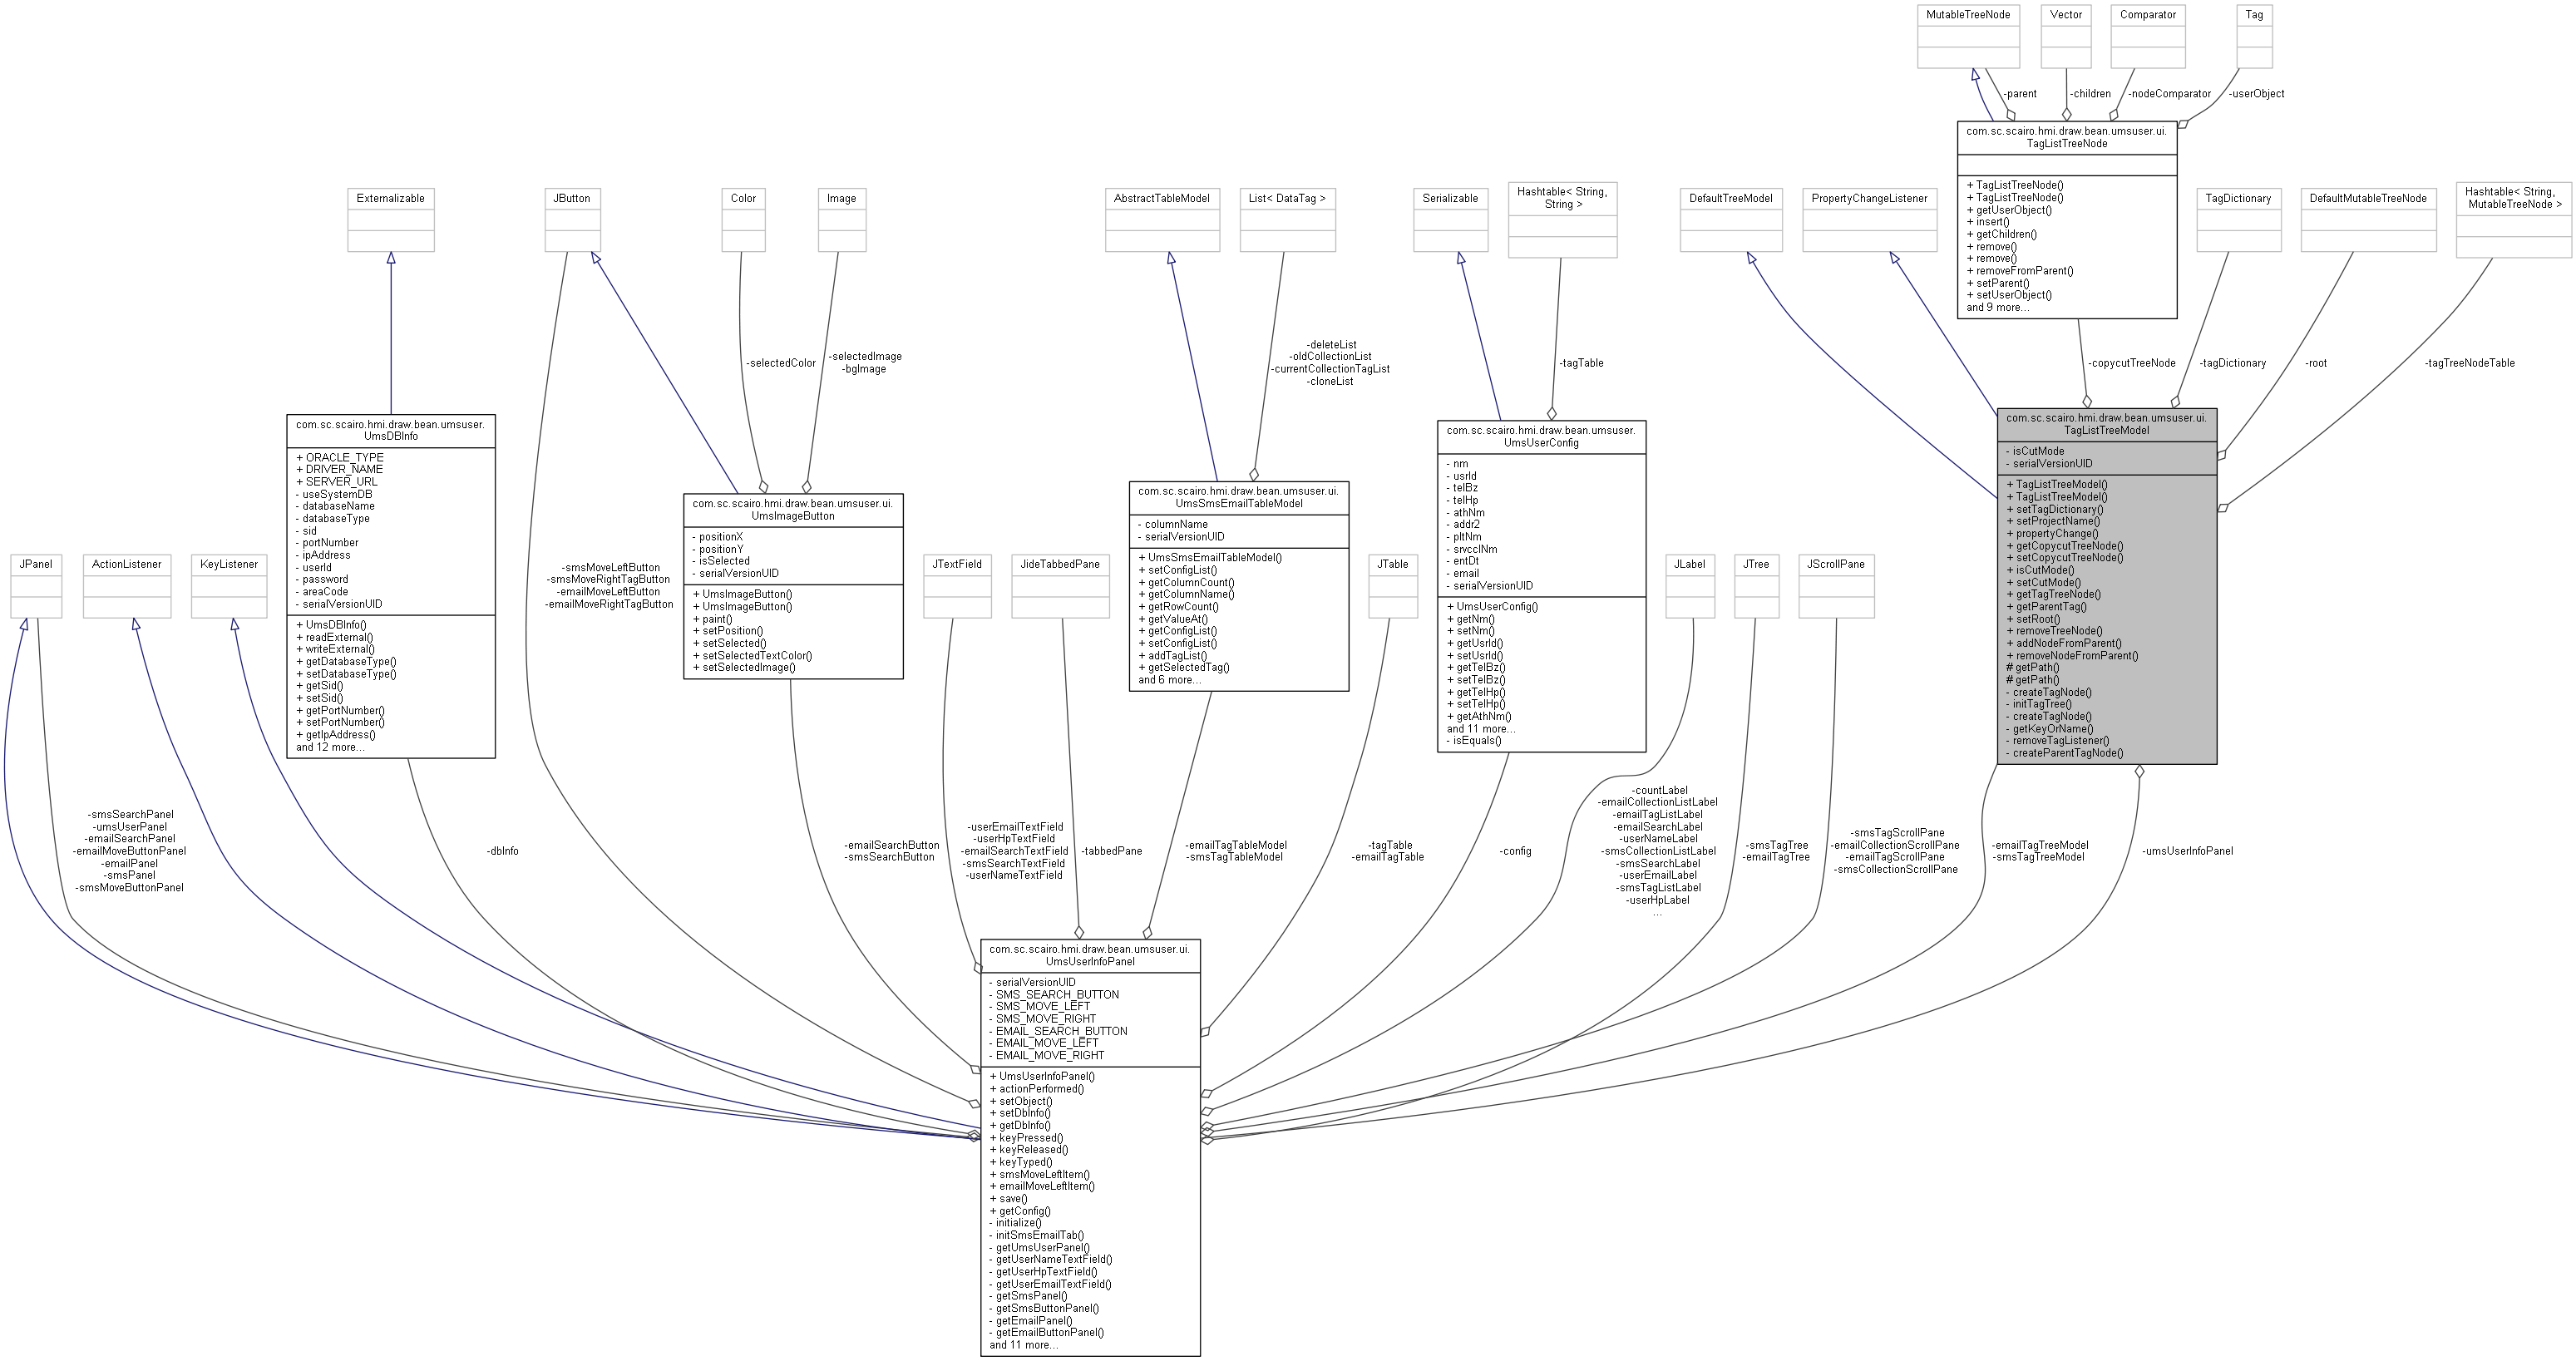 MutableTreeNode
Vector
Comparator
Tag
-parent
-children
-nodeComparator
-userObject
com.sc.scairo.hmi.draw.bean.umsuser.ui.
TagListTreeNode
+ TagListTreeNode()
+ TagListTreeNode()
+ getUserObject()
+ insert()
+ getChildren()
+ remove()
+ remove()
+ removeFromParent()
+ setParent()
+ setUserObject()
and 9 more...
Externalizable
JButton
Color
Image
AbstractTableModel
List< DataTag >
Serializable
Hashtable< String,
String >
DefaultTreeModel
PropertyChangeListener
TagDictionary
DefaultMutableTreeNode
Hashtable< String,
MutableTreeNode >
-selectedColor
-selectedImage
-bgImage
-deleteList
-oldCollectionList
-currentCollectionTagList
-cloneList
-tagTable
-copycutTreeNode
-tagDictionary
-root
-tagTreeNodeTable
com.sc.scairo.hmi.draw.bean.umsuser.
UmsDBInfo
+ ORACLE_TYPE
+ DRIVER_NAME
+ SERVER_URL
- useSystemDB
- databaseName
- databaseType
- sid
- portNumber
- ipAddress
- userId
- password
- areaCode
- serialVersionUID
+ UmsDBInfo()
+ readExternal()
+ writeExternal()
+ getDatabaseType()
+ setDatabaseType()
+ getSid()
+ setSid()
+ getPortNumber()
+ setPortNumber()
+ getIpAddress()
and 12 more...
com.sc.scairo.hmi.draw.bean.umsuser.ui.
UmsImageButton
- positionX
- positionY
- isSelected
- serialVersionUID
+ UmsImageButton()
+ UmsImageButton()
+ paint()
+ setPosition()
+ setSelected()
+ setSelectedTextColor()
+ setSelectedImage()
com.sc.scairo.hmi.draw.bean.umsuser.ui.
UmsSmsEmailTableModel
- columnName
- serialVersionUID
+ UmsSmsEmailTableModel()
+ setConfigList()
+ getColumnCount()
+ getColumnName()
+ getRowCount()
+ getValueAt()
+ getConfigList()
+ setConfigList()
+ addTagList()
+ getSelectedTag()
and 6 more...
com.sc.scairo.hmi.draw.bean.umsuser.
UmsUserConfig
- nm
- usrId
- telBz
- telHp
- athNm
- addr2
- pltNm
- srvcclNm
- entDt
- email
- serialVersionUID
+ UmsUserConfig()
+ getNm()
+ setNm()
+ getUsrId()
+ setUsrId()
+ getTelBz()
+ setTelBz()
+ getTelHp()
+ setTelHp()
+ getAthNm()
and 11 more...
- isEquals()
com.sc.scairo.hmi.draw.bean.umsuser.ui.
TagListTreeModel
- isCutMode
- serialVersionUID
+ TagListTreeModel()
+ TagListTreeModel()
+ setTagDictionary()
+ setProjectName()
+ propertyChange()
+ getCopycutTreeNode()
+ setCopycutTreeNode()
+ isCutMode()
+ setCutMode()
+ getTagTreeNode()
+ getParentTag()
+ setRoot()
+ removeTreeNode()
+ addNodeFromParent()
+ removeNodeFromParent()
# getPath()
# getPath()
- createTagNode()
- initTagTree()
- createTagNode()
- getKeyOrName()
- removeTagListener()
- createParentTagNode()
JPanel
ActionListener
KeyListener
-smsMoveLeftButton
-smsMoveRightTagButton
-emailMoveLeftButton
-emailMoveRightTagButton
JTextField
JideTabbedPane
JTable
JLabel
JTree
JScrollPane
-smsSearchPanel
-umsUserPanel
-emailSearchPanel
-emailMoveButtonPanel
-emailPanel
-smsPanel
-smsMoveButtonPanel
-dbInfo
-emailSearchButton
-smsSearchButton
-userEmailTextField
-userHpTextField
-emailSearchTextField
-smsSearchTextField
-userNameTextField
-tabbedPane
-emailTagTableModel
-smsTagTableModel
-tagTable
-emailTagTable
-config
-countLabel
-emailCollectionListLabel
-emailTagListLabel
-emailSearchLabel
-userNameLabel
-smsCollectionListLabel
-smsSearchLabel
-userEmailLabel
-smsTagListLabel
-userHpLabel
...
-smsTagTree
-emailTagTree
-smsTagScrollPane
-emailCollectionScrollPane
-emailTagScrollPane
-smsCollectionScrollPane
-emailTagTreeModel
-smsTagTreeModel
-umsUserInfoPanel
com.sc.scairo.hmi.draw.bean.umsuser.ui.
UmsUserInfoPanel
- serialVersionUID
- SMS_SEARCH_BUTTON
- SMS_MOVE_LEFT
- SMS_MOVE_RIGHT
- EMAIL_SEARCH_BUTTON
- EMAIL_MOVE_LEFT
- EMAIL_MOVE_RIGHT
+ UmsUserInfoPanel()
+ actionPerformed()
+ setObject()
+ setDbInfo()
+ getDbInfo()
+ keyPressed()
+ keyReleased()
+ keyTyped()
+ smsMoveLeftItem()
+ emailMoveLeftItem()
+ save()
+ getConfig()
- initialize()
- initSmsEmailTab()
- getUmsUserPanel()
- getUserNameTextField()
- getUserHpTextField()
- getUserEmailTextField()
- getSmsPanel()
- getSmsButtonPanel()
- getEmailPanel()
- getEmailButtonPanel()
and 11 more...